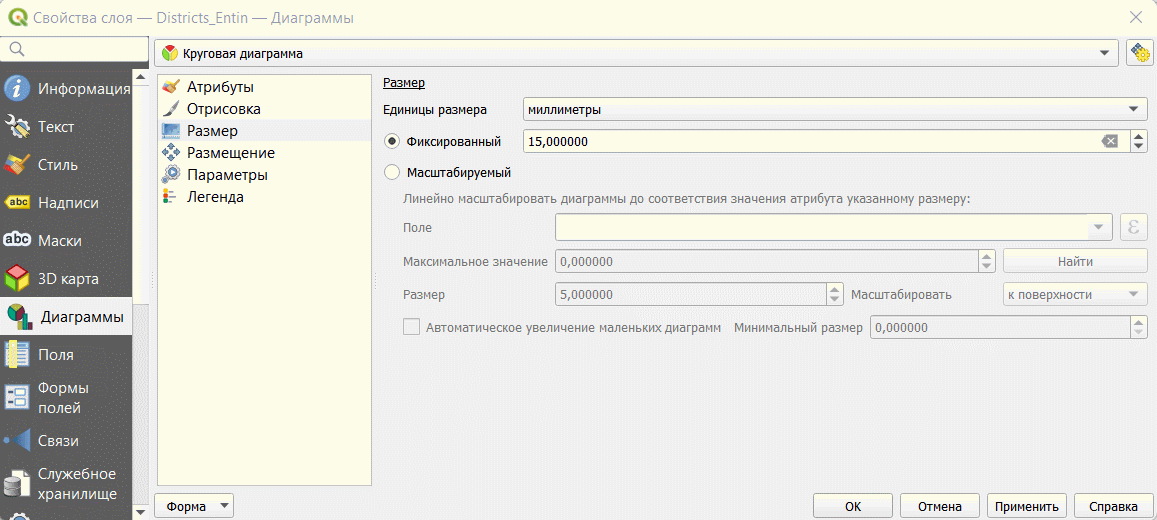 Свойства слоя — Districts_Entin — Диаграммы
Информация
Текст
Стиль
abc Надписи
abc Маски
3D карта
Диаграммы
Поля
Формы
полей
Связи
Служебное
хранилище
Круговая диаграмма
Атрибуты
Отрисовка
Размер
Размещение
Параметры
Легенда
Размер
Единицы размера миллиметры
Фиксированный 15,000000
Масштабируемый
Линейно масштабировать диаграммы до соответствия значения атрибута указанному размеру:
Поле ε
Максимальное значение 0,000000 Найти
Размер 5,000000 Масштабировать к поверхности
Автоматическое увеличение маленьких диаграмм Минимальный размер 0,000000
Форма ОК Отмена Применить Справка